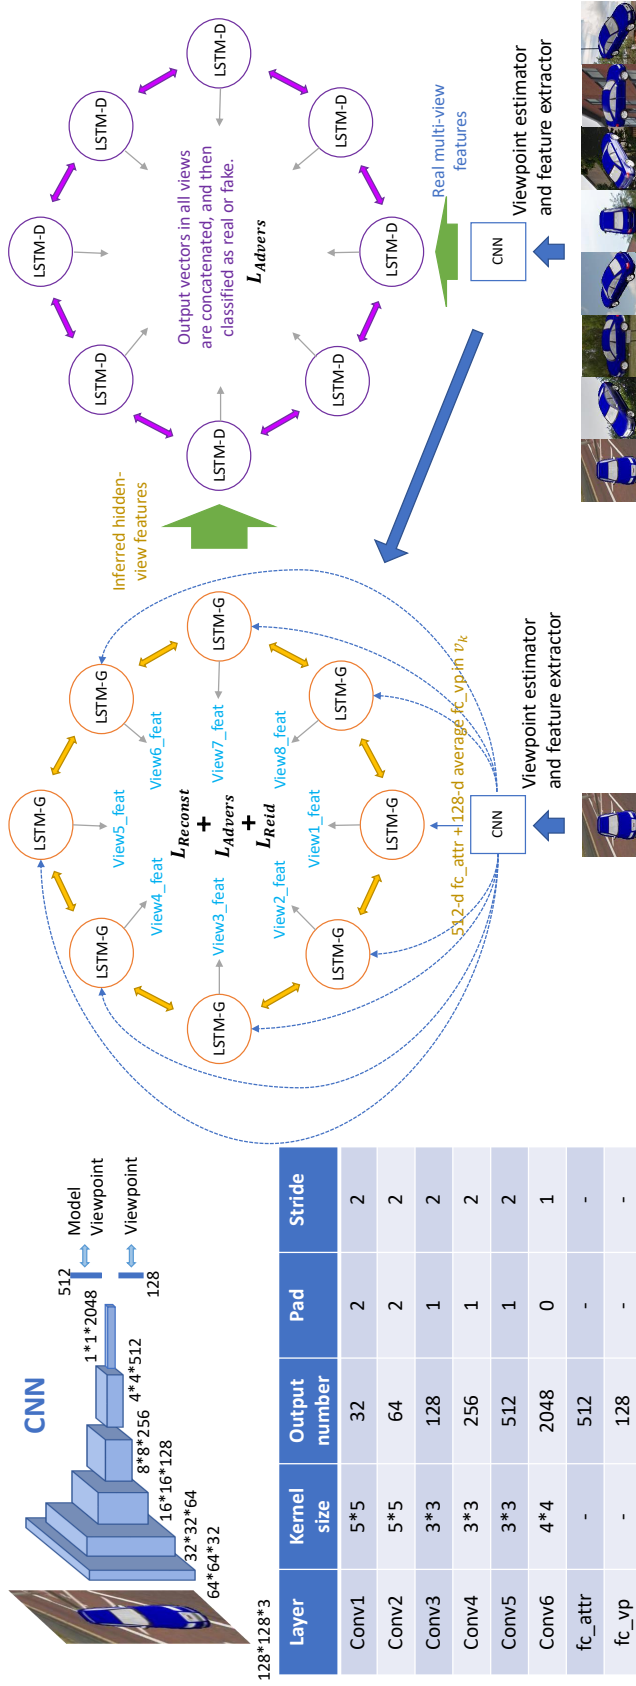 CNN
128*128*3
64*64*32
32*32*64
16*16*128
8*8*256
4*4*512
1*1*2048
512
Model
Viewpoint
Viewpoint
128
Layer Kernel size Output number Pad Stride
Conv1 5*5 32 2 2
Conv2 5*5 64 2 2
Conv3 3*3 128 1 2
Conv4 3*3 256 1 2
Conv5 3*3 512 1 2
Conv6 4*4 2048 0 1
fc_attr - 512 - -
fc_vp - 128 - -
LSTM-G
LSTM-G
LSTM-G
LSTM-G
LSTM-G
LSTM-G
LSTM-G
LSTM-G
View5_feat
View4_feat
View6_feat
View3_feat
View7_feat
View2_feat
View8_feat
View1_feat
L_Reconst
+
L_Advers
+
L_Reid
512-d fc_attr +128-d average fc_vp in v_k
CNN
Viewpoint estimator
and feature extractor
Inferred hidden-
view features
LSTM-D
LSTM-D
LSTM-D
LSTM-D
LSTM-D
LSTM-D
LSTM-D
LSTM-D
Output vectors in all views
are concatenated, and then
classified as real or fake.
L_Advers
Real multi-view
features
CNN
Viewpoint estimator
and feature extractor